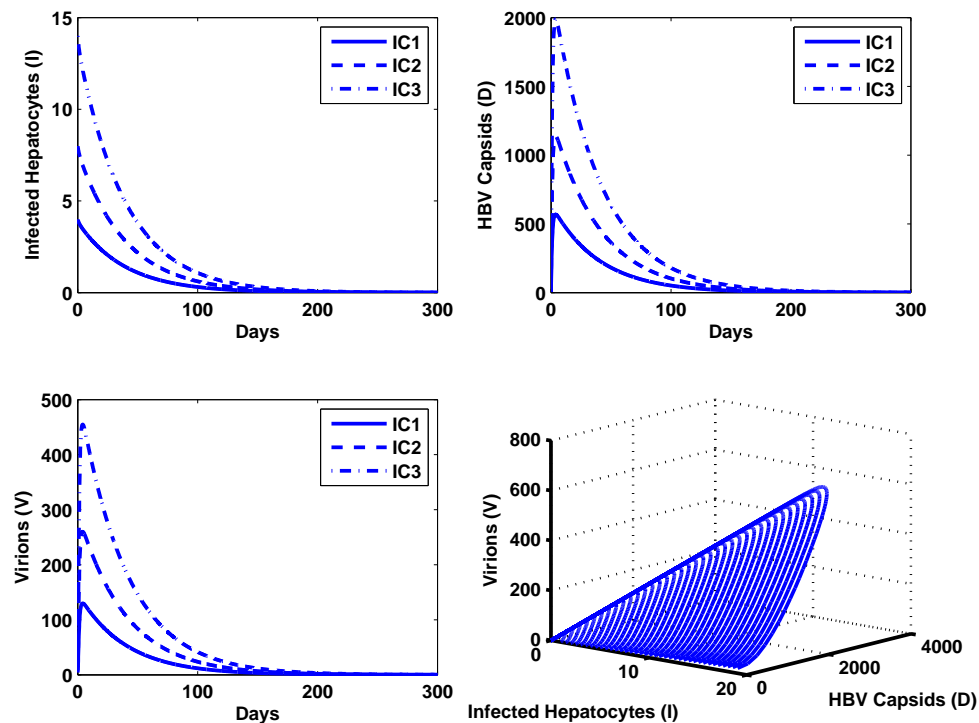 15
10
5
0
0
100
200
300
Infected Hepatocytes (I)
Days
IC1
IC2
IC3
2000
1500
1000
500
0
0
100
200
300
HBV Capsids (D)
Days
IC1
IC2
IC3
500
400
300
200
100
0
0
100
200
300
Virions (V)
Days
IC1
IC2
IC3
800
600
400
200
0
0
10
20
0
2000
4000
Virions (V)
Infected Hepatocytes (I)
HBV Capsids (D)